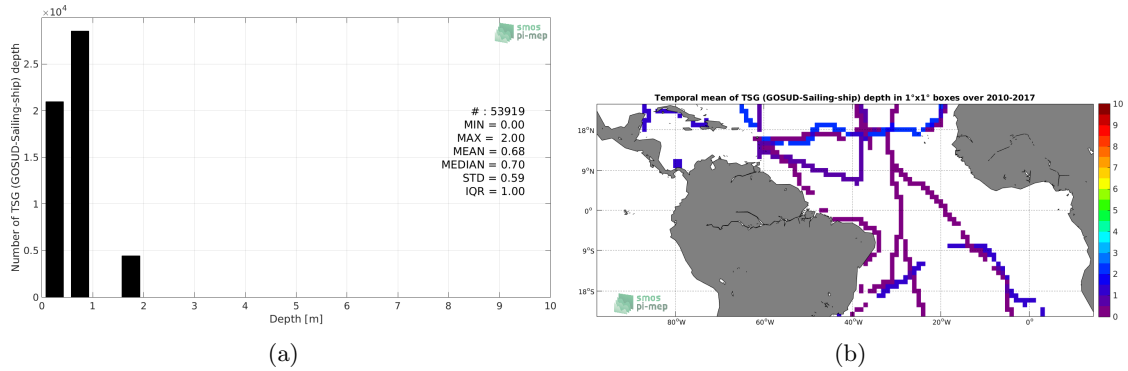 ×10⁴
smos
pi-mep
Number of TSG (GOSUD-Sailing-ship) depth
2.5
2
1.5
1
0.5
0
# : 53919
MIN = 0.00
MAX = 2.00
MEAN = 0.68
MEDIAN = 0.70
STD = 0.59
IQR = 1.00
0 1 2 3 4 5 6 7 8 9 10
Depth [m]
(a)
Temporal mean of TSG (GOSUD-Sailing-ship) depth in 1°x1° boxes over 2010-2017
18°N
9°N
0°
9°S
18°S
80°W 60°W 40°W 20°W 0°
smos
pi-mep
10
9
8
7
6
5
4
3
2
1
0
(b)